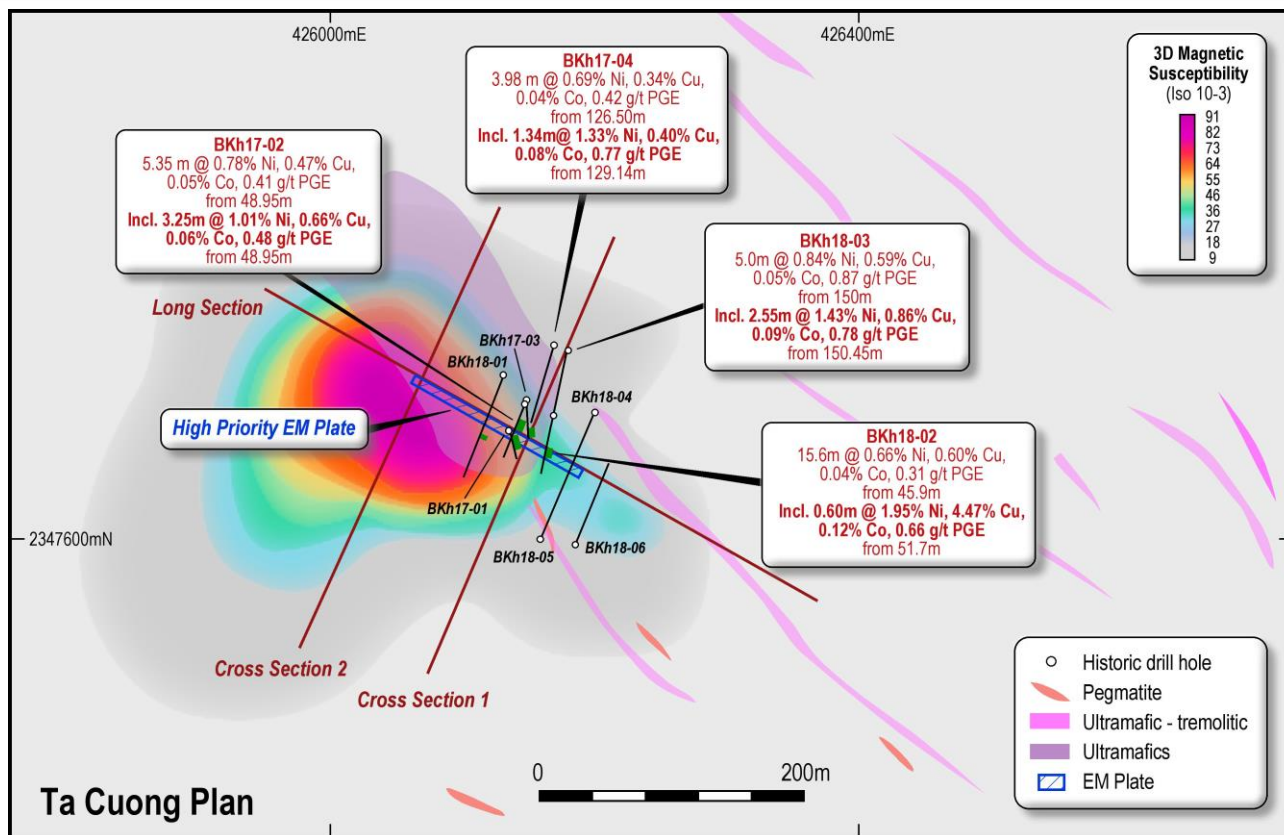 426000mE
426400mE
BKh17-04
3.98 m @ 0.69% Ni, 0.34% Cu,
0.04% Co, 0.42 g/t PGE
from 126.50m
Incl. 1.34m@ 1.33% Ni, 0.40% Cu,
0.08% Co, 0.77 g/t PGE
from 129.14m
3D Magnetic
Susceptibility
(Iso 10-3)
91
82
73
64
55
46
36
27
18
9
BKh17-02
5.35 m @ 0.78% Ni, 0.47% Cu,
0.05% Co, 0.41 g/t PGE
from 48.95m
Incl. 3.25m @ 1.01% Ni, 0.66% Cu,
0.06% Co, 0.48 g/t PGE
from 48.95m
BKh18-03
5.0m @ 0.84% Ni, 0.59% Cu,
0.05% Co, 0.87 g/t PGE
from 150m
Incl. 2.55m @ 1.43% Ni, 0.86% Cu,
0.09% Co, 0.78 g/t PGE
from 150.45m
Long Section
BKh17-03
BKh18-01
BKh18-04
High Priority EM Plate
BKh18-02
15.6m @ 0.66% Ni, 0.60% Cu,
0.04% Co, 0.31 g/t PGE
from 45.9m
Incl. 0.60m @ 1.95% Ni, 4.47% Cu,
0.12% Co, 0.66 g/t PGE
from 51.7m
BKh17-01
2347600mN
BKh18-05
BKh18-06
Cross Section 2
Cross Section 1
Historic drill hole
Pegmatite
Ultramafic - tremolitic
Ultramafics
EM Plate
0
200m
Ta Cuong Plan